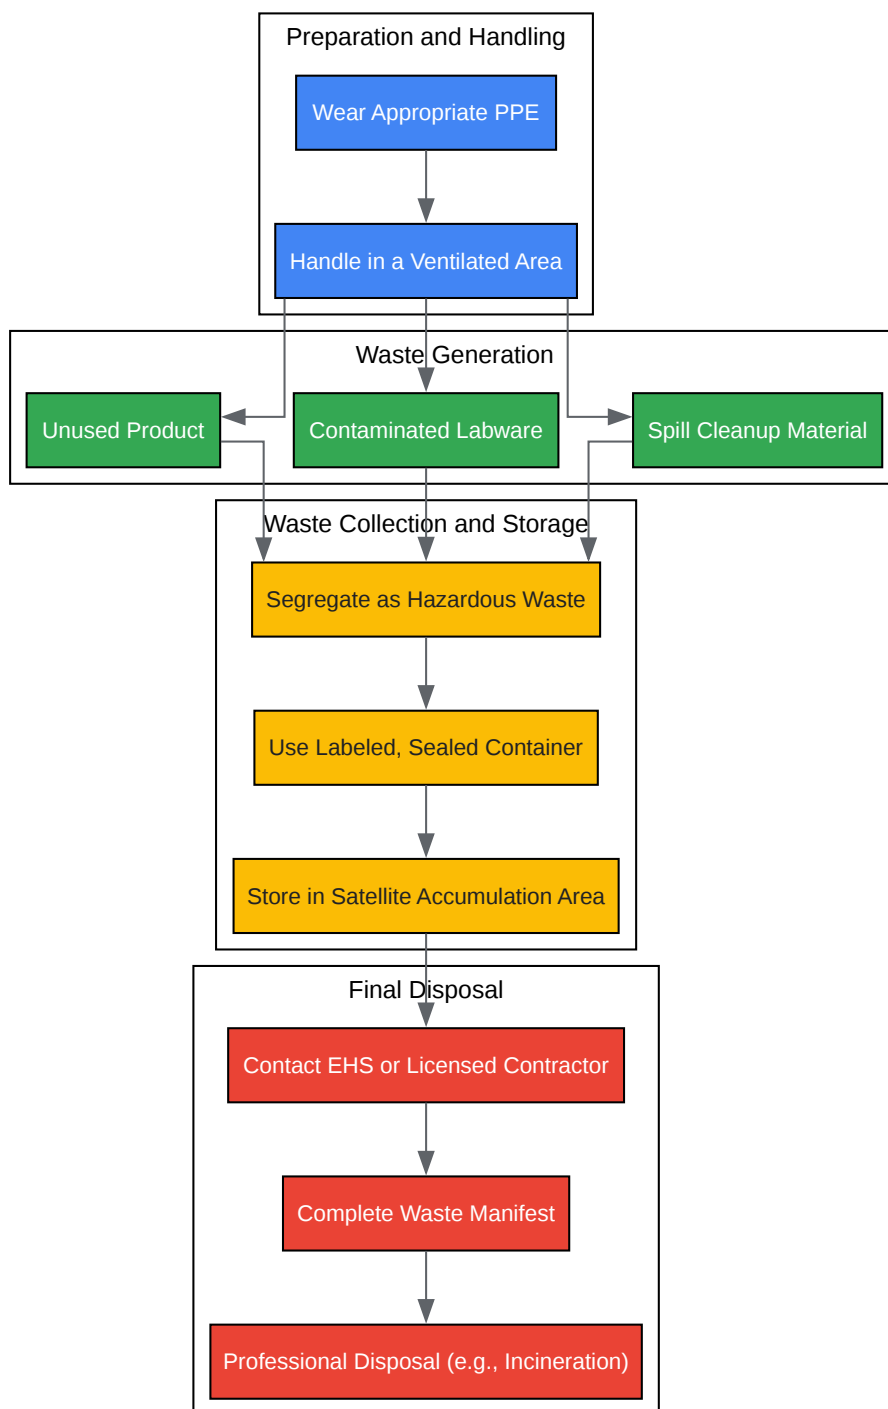 Preparation and Handling
Wear Appropriate PPE
Handle in a Ventilated Area
Waste Generation
Unused Product
Contaminated Labware
Spill Cleanup Material
Waste Collection and Storage
Segregate as Hazardous Waste
Use Labeled, Sealed Container
Store in Satellite Accumulation Area
Final Disposal
Contact EHS or Licensed Contractor
Complete Waste Manifest
Professional Disposal (e.g., Incineration)